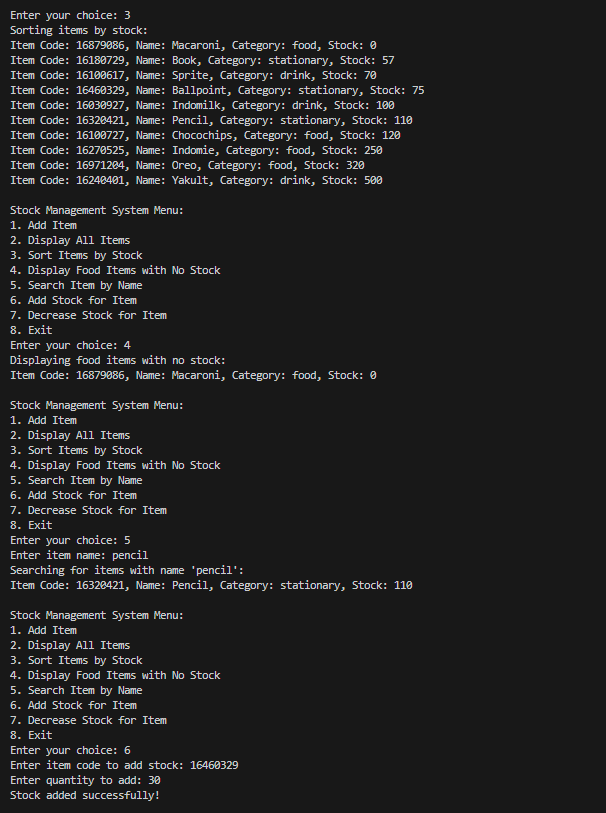 Enter your choice: 3
Sorting items by stock:
Item Code: 16879086, Name: Macaroni, Category: food, Stock: 0
Item Code: 16180729, Name: Book, Category: stationary, Stock: 57
Item Code: 16100617, Name: Sprite, Category: drink, Stock: 70
Item Code: 16460329, Name: Ballpoint, Category: stationary, Stock: 75
Item Code: 16030927, Name: Indomilk, Category: drink, Stock: 100
Item Code: 16320421, Name: Pencil, Category: stationary, Stock: 110
Item Code: 16100727, Name: Chocochips, Category: food, Stock: 120
Item Code: 16270525, Name: Indomie, Category: food, Stock: 250
Item Code: 16971204, Name: Oreo, Category: food, Stock: 320
Item Code: 16240401, Name: Yakult, Category: drink, Stock: 500

Stock Management System Menu:
1. Add Item
2. Display All Items
3. Sort Items by Stock
4. Display Food Items with No Stock
5. Search Item by Name
6. Add Stock for Item
7. Decrease Stock for Item
8. Exit
Enter your choice: 4
Displaying food items with no stock:
Item Code: 16879086, Name: Macaroni, Category: food, Stock: 0

Stock Management System Menu:
1. Add Item
2. Display All Items
3. Sort Items by Stock
4. Display Food Items with No Stock
5. Search Item by Name
6. Add Stock for Item
7. Decrease Stock for Item
8. Exit
Enter your choice: 5
Enter item name: pencil
Searching for items with name 'pencil':
Item Code: 16320421, Name: Pencil, Category: stationary, Stock: 110

Stock Management System Menu:
1. Add Item
2. Display All Items
3. Sort Items by Stock
4. Display Food Items with No Stock
5. Search Item by Name
6. Add Stock for Item
7. Decrease Stock for Item
8. Exit
Enter your choice: 6
Enter item code to add stock: 16460329
Enter quantity to add: 30
Stock added successfully!